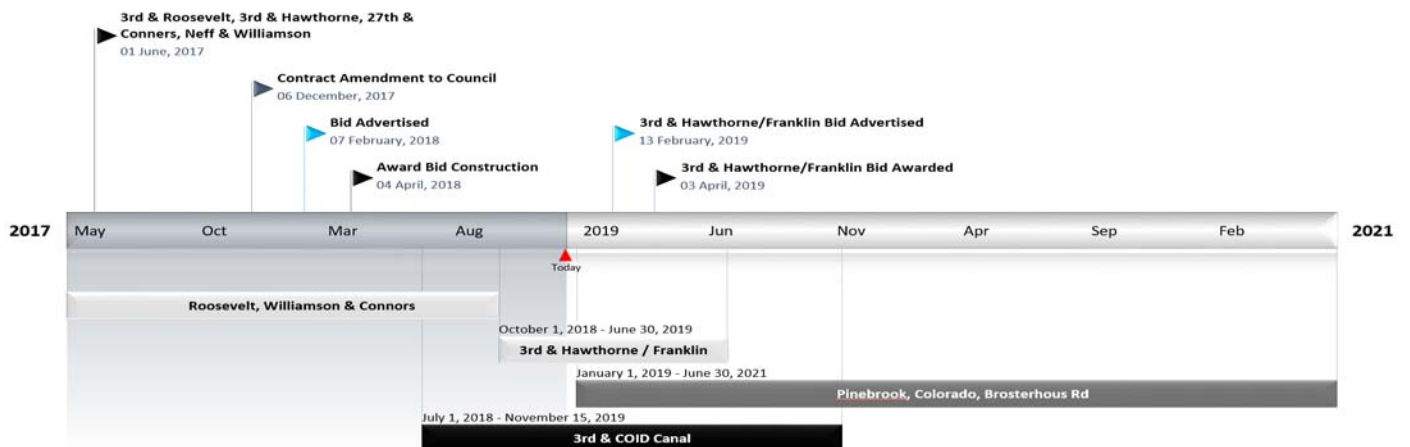 3rd & Roosevelt, 3rd & Hawthorne, 27th &
Conners, Neff & Williamson
01 June, 2017
Contract Amendment to Council
06 December, 2017
Bid Advertised
07 February, 2018
3rd & Hawthorne/Franklin Bid Advertised
13 February, 2019
Award Bid Construction
04 April, 2018
3rd & Hawthorne/Franklin Bid Awarded
03 April, 2019
2017 May Oct Mar Aug 2019 Jun Nov Apr Sep Feb 2021
Today
Roosevelt, Williamson & Connors
October 1, 2018 - June 30, 2019
3rd & Hawthorne / Franklin
January 1, 2019 - June 30, 2021
Pinebrook, Colorado, Brosterhous Rd
July 1, 2018 - November 15, 2019
3rd & COID Canal